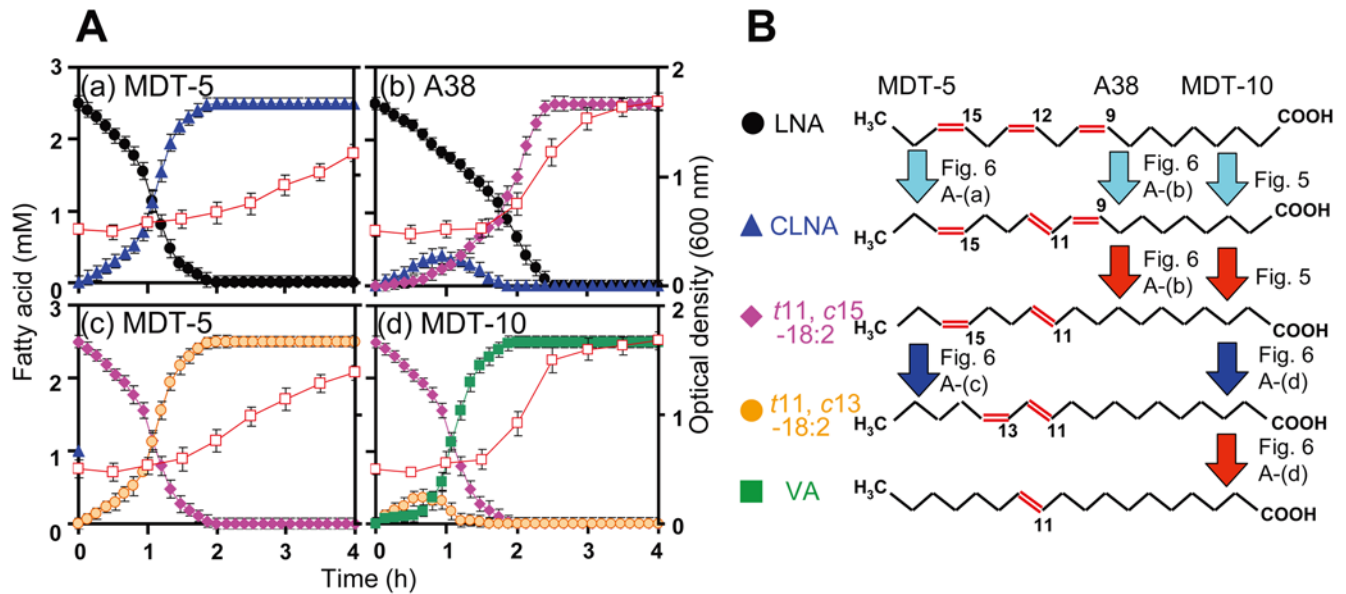 A
B
(a) MDT-5
(b) A38
(c) MDT-5
(d) MDT-10
3
2
1
0
3
2
1
0
2
1
0
2
1
0
0 1 2 3 4
0 1 2 3 4
Fatty acid (mM)
Optical density (600 nm)
Time (h)
LNA
CLNA
t11, c15
-18:2
t11, c13
-18:2
VA
MDT-5 A38 MDT-10
H3C 15 12 9 COOH
Fig. 6
A-(a)
Fig. 6
A-(b)
Fig. 5
H3C 15 11 9 COOH
Fig. 6
A-(b)
Fig. 5
H3C 15 11 COOH
Fig. 6
A-(c)
Fig. 6
A-(d)
H3C 13 11 COOH
Fig. 6
A-(d)
H3C 11 COOH